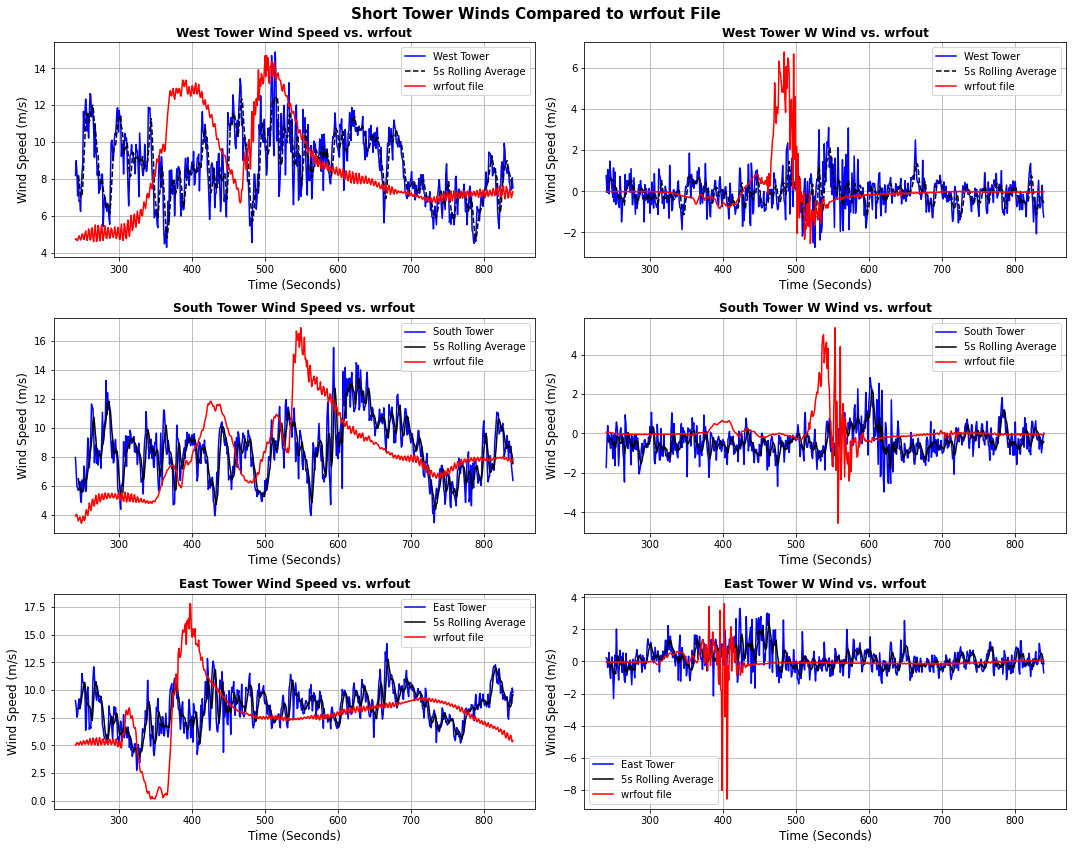 Short Tower Winds Compared to wrfout File
West Tower Wind Speed vs. wrfout
Wind Speed (m/s)
14
12
10
8
6
4
West Tower
5s Rolling Average
wrfout file
300 400 500 600 700 800
Time (Seconds)
West Tower W Wind vs. wrfout
Wind Speed (m/s)
6
4
2
0
−2
West Tower
5s Rolling Average
wrfout file
300 400 500 600 700 800
Time (Seconds)
South Tower Wind Speed vs. wrfout
Wind Speed (m/s)
16
14
12
10
8
6
4
South Tower
5s Rolling Average
wrfout file
300 400 500 600 700 800
Time (Seconds)
South Tower W Wind vs. wrfout
Wind Speed (m/s)
4
2
0
−2
−4
South Tower
5s Rolling Average
wrfout file
300 400 500 600 700 800
Time (Seconds)
East Tower Wind Speed vs. wrfout
Wind Speed (m/s)
17.5
15.0
12.5
10.0
7.5
5.0
2.5
0.0
East Tower
5s Rolling Average
wrfout file
300 400 500 600 700 800
Time (Seconds)
East Tower W Wind vs. wrfout
Wind Speed (m/s)
4
2
0
−2
−4
−6
−8
East Tower
5s Rolling Average
wrfout file
300 400 500 600 700 800
Time (Seconds)